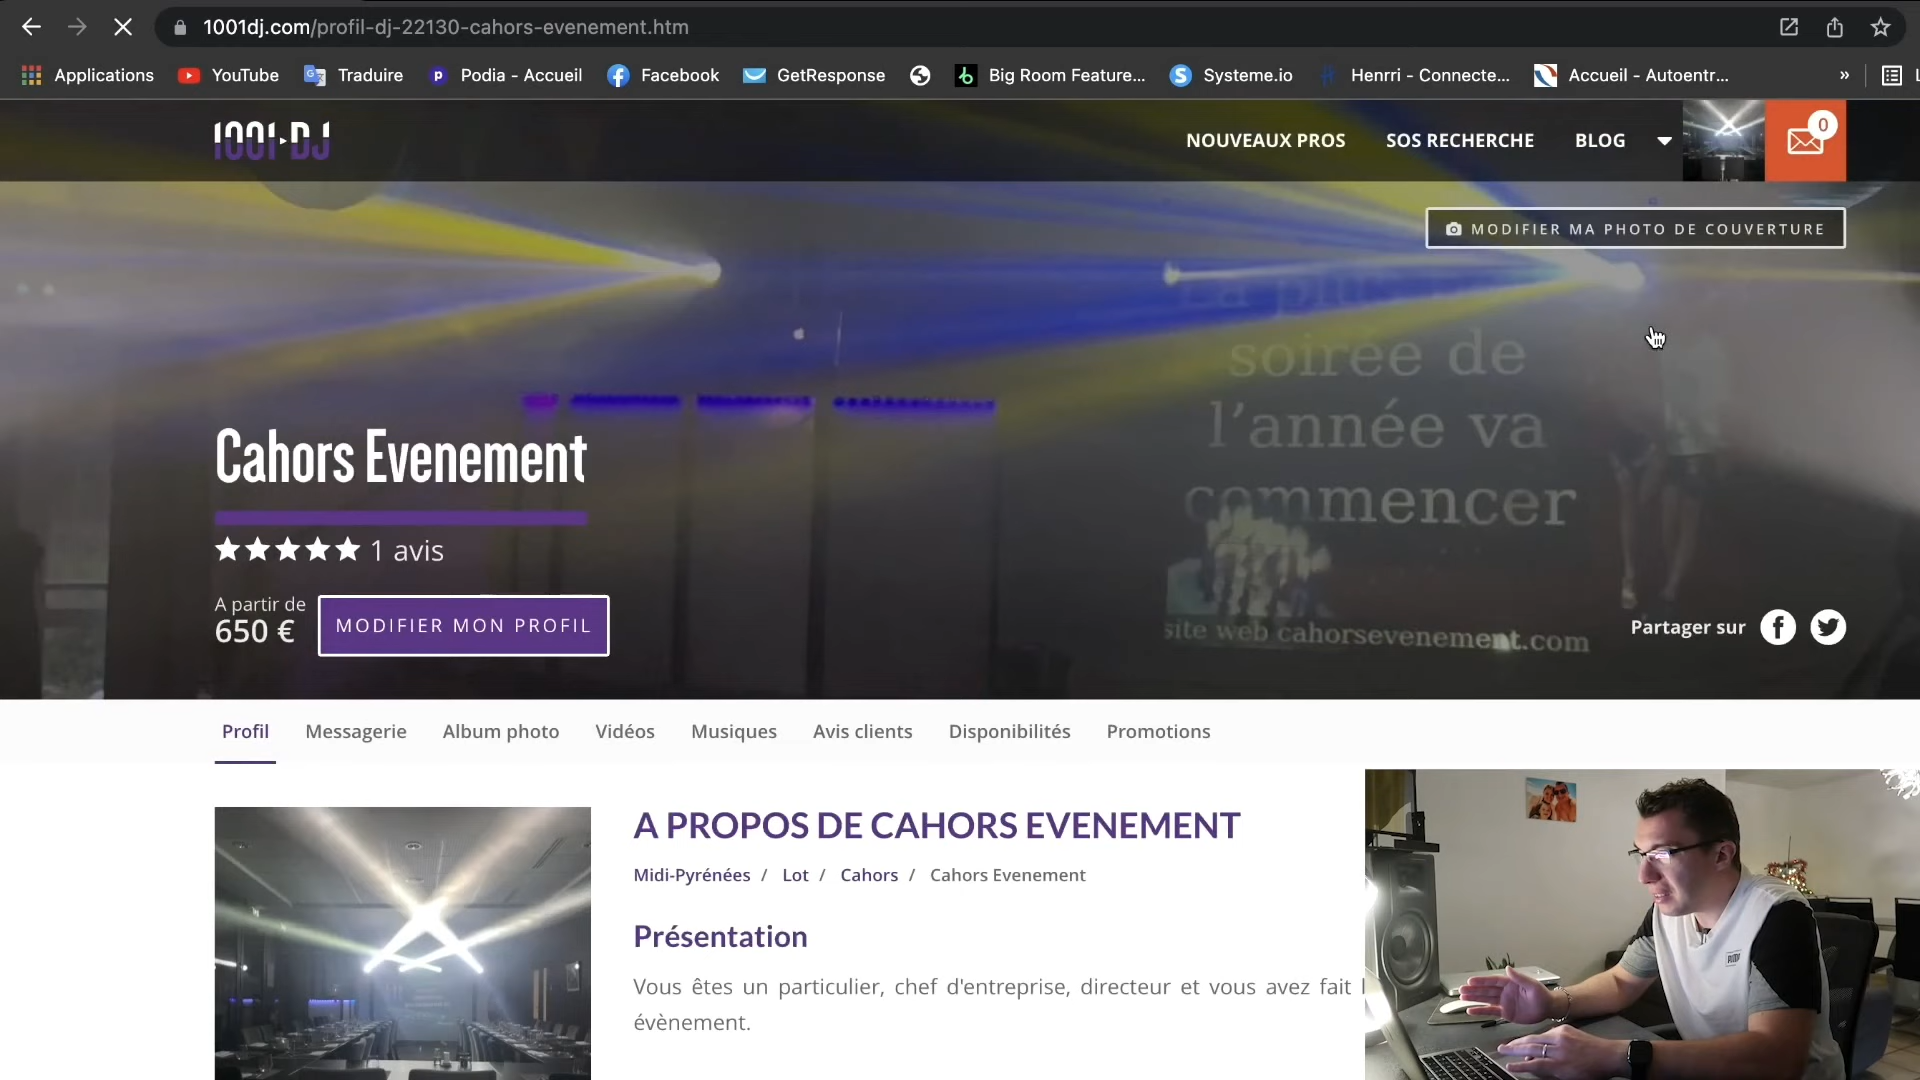 1001dj.com/profil-dj-22130-cahors-evenement.htm
Applications YouTube Traduire Podia - Accueil Facebook GetResponse Big Room Feature... Systeme.io Henrri - Connecte... Accueil - Autoentr... »
1001 DJ NOUVEAUX PROS SOS RECHERCHE BLOG 0
MODIFIER MA PHOTO DE COUVERTURE
soirée de
l'année va
commencer
site web cahorsevenement.com
Cahors Evenement
1 avis
A partir de
650 €
MODIFIER MON PROFIL
Partager sur
Profil Messagerie Album photo Vidéos Musiques Avis clients Disponibilités Promotions
A PROPOS DE CAHORS EVENEMENT
Midi-Pyrénées / Lot / Cahors / Cahors Evenement
Présentation
Vous êtes un particulier, chef d'entreprise, directeur et vous avez fait
évènement.